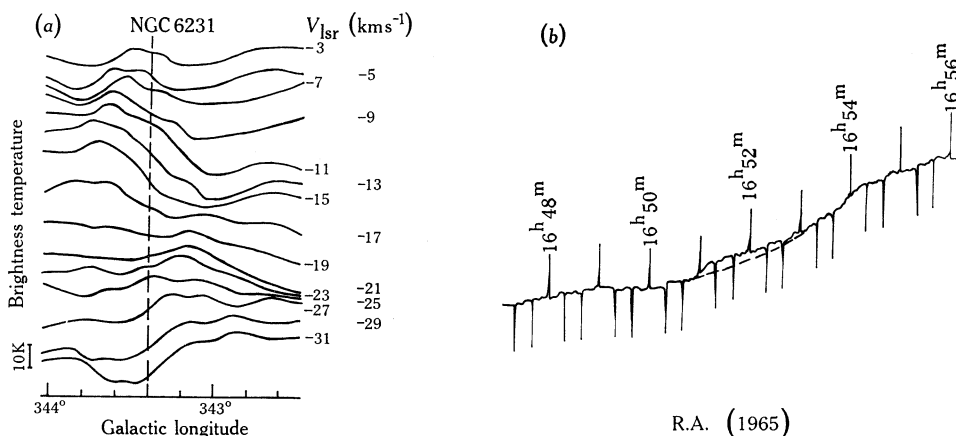 (a)
NGC 6231
V_lsr (kms⁻¹)
-3
-5
-7
-9
-11
-13
-15
-17
-19
-21
-23
-25
-27
-29
-31
Brightness temperature
10K
344°
343°
Galactic longitude
(b)
16ʰ48ᵐ
16ʰ50ᵐ
16ʰ52ᵐ
16ʰ54ᵐ
16ʰ56ᵐ
R.A. (1965)